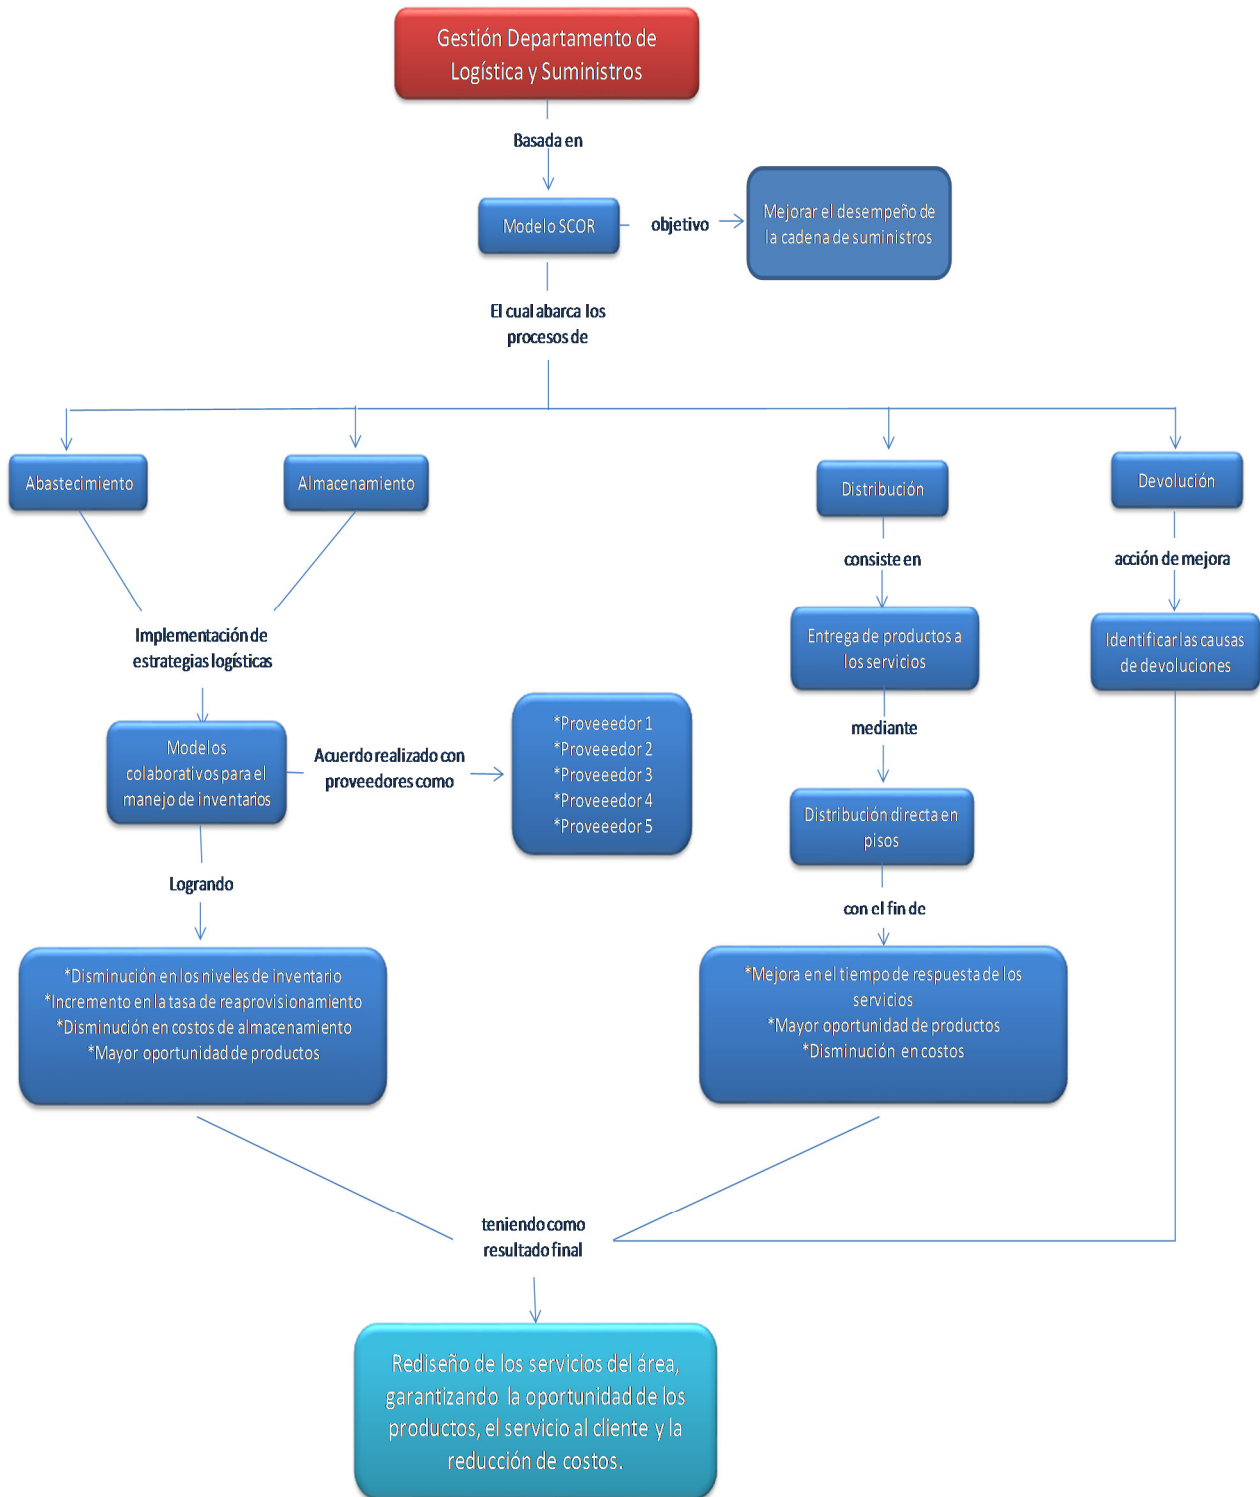 Gestión Departamento de
Logística y Suministros
Basada en
Modelo SCOR
objetivo
Mejorar el desempeño de
la cadena de suministros
El cual abarca los
procesos de
Abastecimiento
Almacenamiento
Distribución
Devolución
consiste en
acción de mejora
Implementación de
estrategias logísticas
Entrega de productos a
los servicios
Identificar las causas
de devoluciones
Modelos
colaborativos para el
manejo de inventarios
Acuerdo realizado con
proveedores como
*Proveeedor 1
*Proveeedor 2
*Proveeedor 3
*Proveeedor 4
*Proveeedor 5
mediante
Distribución directa en
pisos
Logrando
con el fin de
*Disminución en los niveles de inventario
*Incremento en la tasa de reaprovisionamiento
*Disminución en costos de almacenamiento
*Mayor oportunidad de productos
*Mejora en el tiempo de respuesta de los
servicios
*Mayor oportunidad de productos
*Disminución en costos
teniendo como
resultado final
Rediseño de los servicios del área,
garantizando la oportunidad de los
productos, el servicio al cliente y la
reducción de costos.